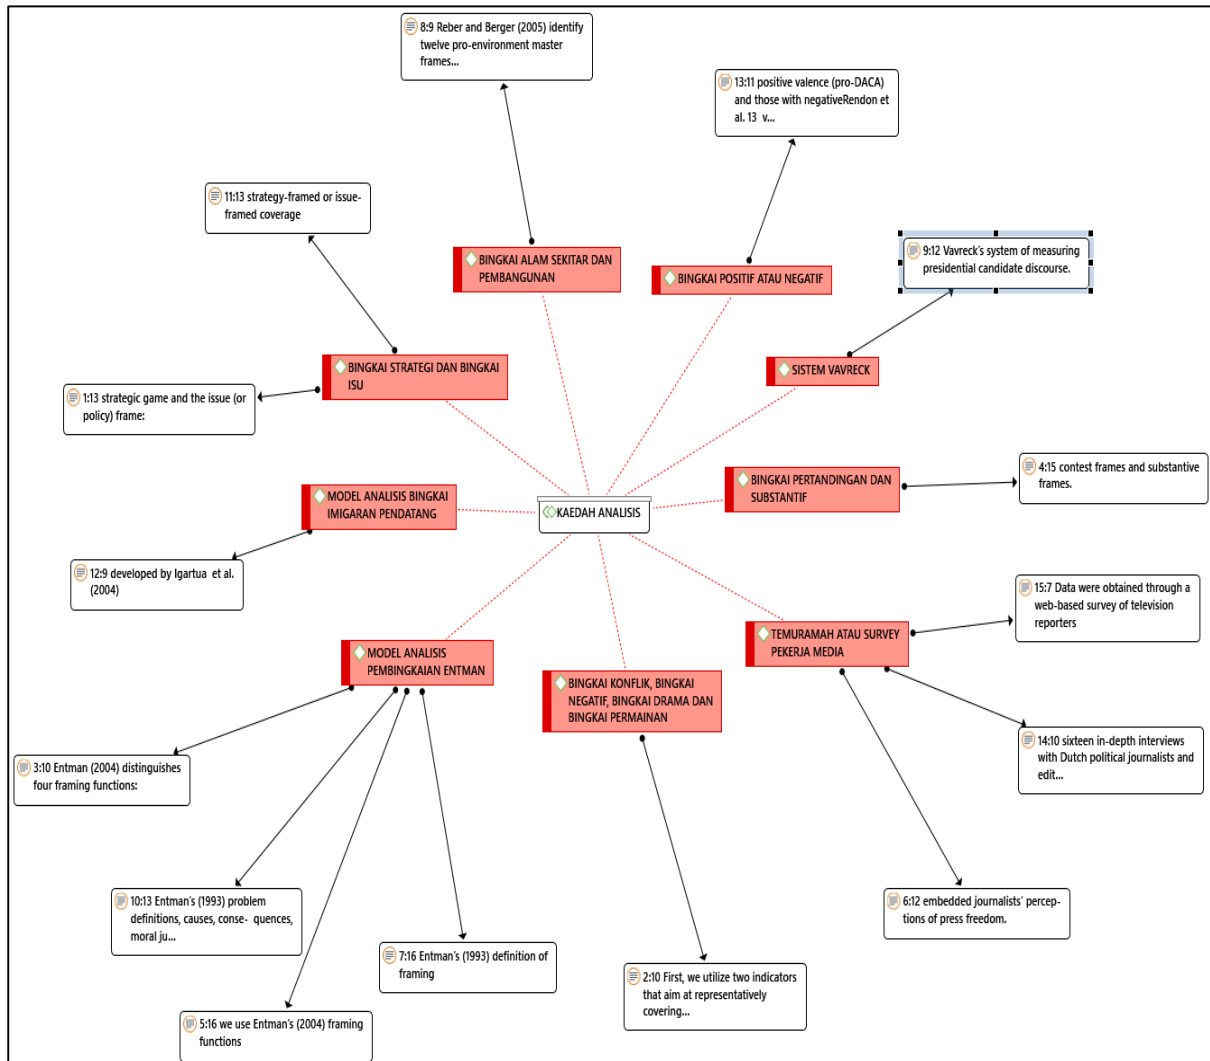 8:9 Reber and Berger (2005) identify
twelve pro-environment master
frames...
13:11 positive valence (pro-DACA)
and those with negativeRendon et
al. 13 v...
11:13 strategy-framed or issue-
framed coverage
9:12 Vavreck's system of measuring
presidential candidate discourse.
BINGKAI ALAM SEKITAR DAN
PEMBANGUNAN
BINGKAI POSITIF ATAU NEGATIF
BINGKAI STRATEGI DAN BINGKAI
ISU
SISTEM VAVRECK
1:13 strategic game and the issue (or
policy) frame:
BINGKAI PERTANDINGAN DAN
SUBSTANTIF
4:15 contest frames and substantive
frames.
MODEL ANALISIS BINGKAI
IMIGARAN PENDATANG
KAEDAH ANALISIS
12:9 developed by Igartua et al.
(2004)
15:7 Data were obtained through a
web-based survey of television
reporters
TEMURAMAH ATAU SURVEY
PEKERJA MEDIA
MODEL ANALISIS
PEMBINGKAIAN ENTMAN
BINGKAI KONFLIK, BINGKAI
NEGATIF, BINGKAI DRAMA DAN
BINGKAI PERMAINAN
14:10 sixteen in-depth interviews
with Dutch political journalists and
edit...
3:10 Entman (2004) distinguishes
four framing functions:
10:13 Entman's (1993) problem
definitions, causes, conse- quences,
moral ju...
6:12 embedded journalists' percep-
tions of press freedom.
7:16 Entman's (1993) definition of
framing
2:10 First, we utilize two indicators
that aim at representatively
covering...
5:16 we use Entman's (2004) framing
functions